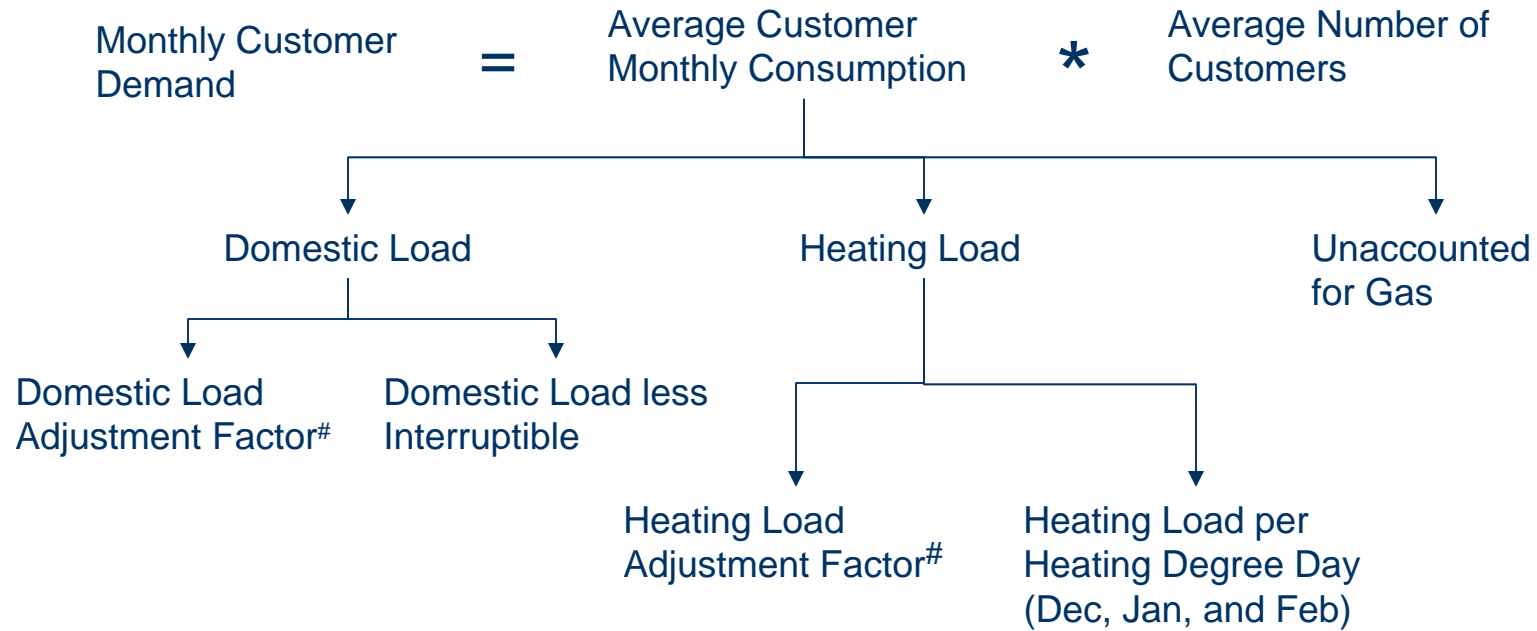 Monthly Customer
Demand
=
Average Customer
Monthly Consumption
*
Average Number of
Customers
Domestic Load
Heating Load
Unaccounted
for Gas
Domestic Load
Adjustment Factor#
Domestic Load less
Interruptible
Heating Load
Adjustment Factor#
Heating Load per
Heating Degree Day
(Dec, Jan, and Feb)